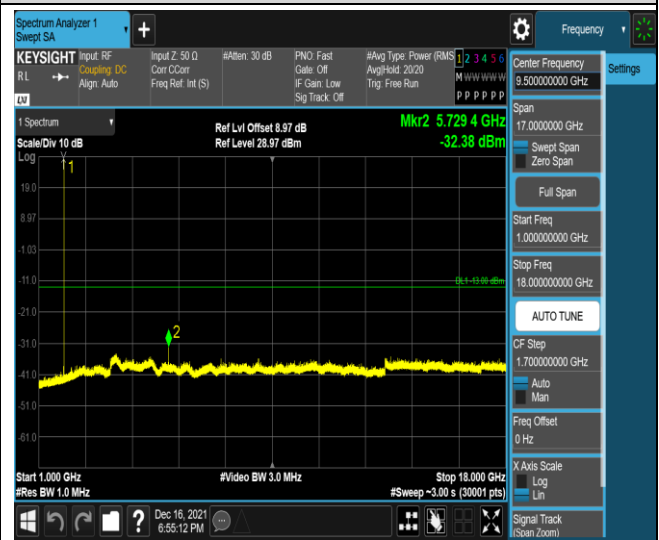 Spectrum Analyzer 1
Swept SA
+
Frequency
KEYSIGHT
R L
LNI
Input: RF
Coupling: DC
Align: Auto
Input Z: 50 Ω
Corr CCorr
Freq Ref: Int (S)
#Atten: 30 dB
PNO: Fast
Gate: Off
IF Gain: Low
Sig Track: Off
#Avg Type: Power (RMS
Avg|Hold: 20/20
Trig: Free Run
1 2 3 4 5 6
M W W W W W
P P P P P P
Center Frequency
9.500000000 GHz
Settings
Span
17.0000000 GHz
Swept Span
Zero Span
Full Span
Start Freq
1.000000000 GHz
Stop Freq
18.000000000 GHz
AUTO TUNE
CF Step
1.700000000 GHz
Auto
Man
Freq Offset
0 Hz
X Axis Scale
Log
Lin
Signal Track
(Span Zoom)
1 Spectrum
Scale/Div 10 dB
Ref Lvl Offset 8.97 dB
Ref Level 28.97 dBm
Mkr2 5.729 4 GHz
-32.38 dBm
Log
1
19.0
8.97
-1.03
-11.0
DL1 -13.00 dBm
-21.0
2
-31.0
-41.0
-51.0
-61.0
Start 1.000 GHz
#Video BW 3.0 MHz
Stop 18.000 GHz
#Res BW 1.0 MHz
#Sweep ~3.00 s (30001 pts)
?
Dec 16, 2021
6:55:12 PM